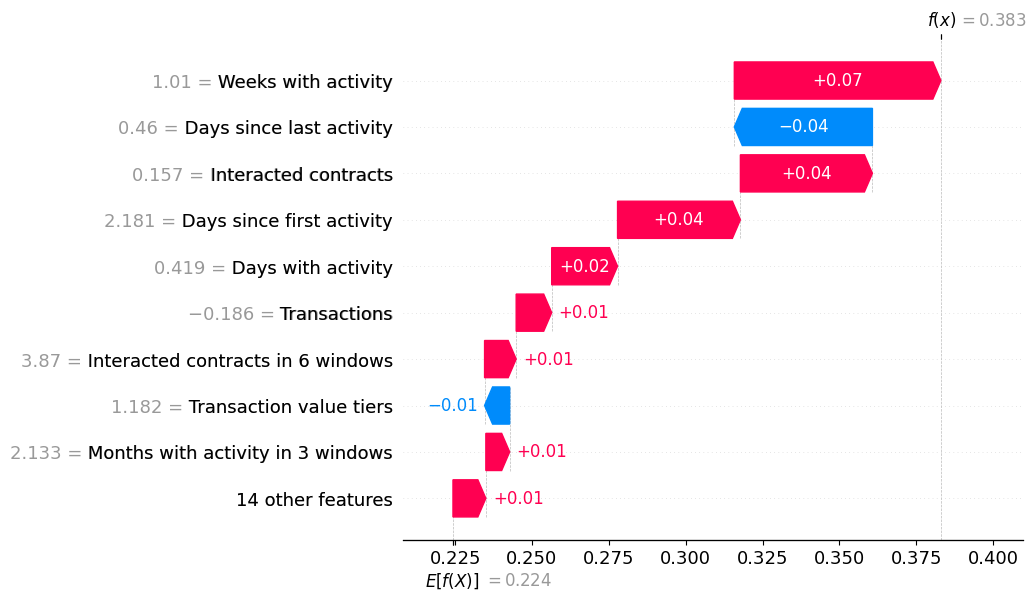 f(x) = 0.383
1.01 = Weeks with activity
+0.07
0.46 = Days since last activity
−0.04
0.157 = Interacted contracts
+0.04
2.181 = Days since first activity
+0.04
0.419 = Days with activity
+0.02
−0.186 = Transactions
+0.01
3.87 = Interacted contracts in 6 windows
+0.01
1.182 = Transaction value tiers
−0.01
2.133 = Months with activity in 3 windows
+0.01
14 other features
+0.01
0.225 0.250 0.275 0.300 0.325 0.350 0.375 0.400
E[f(X)] = 0.224